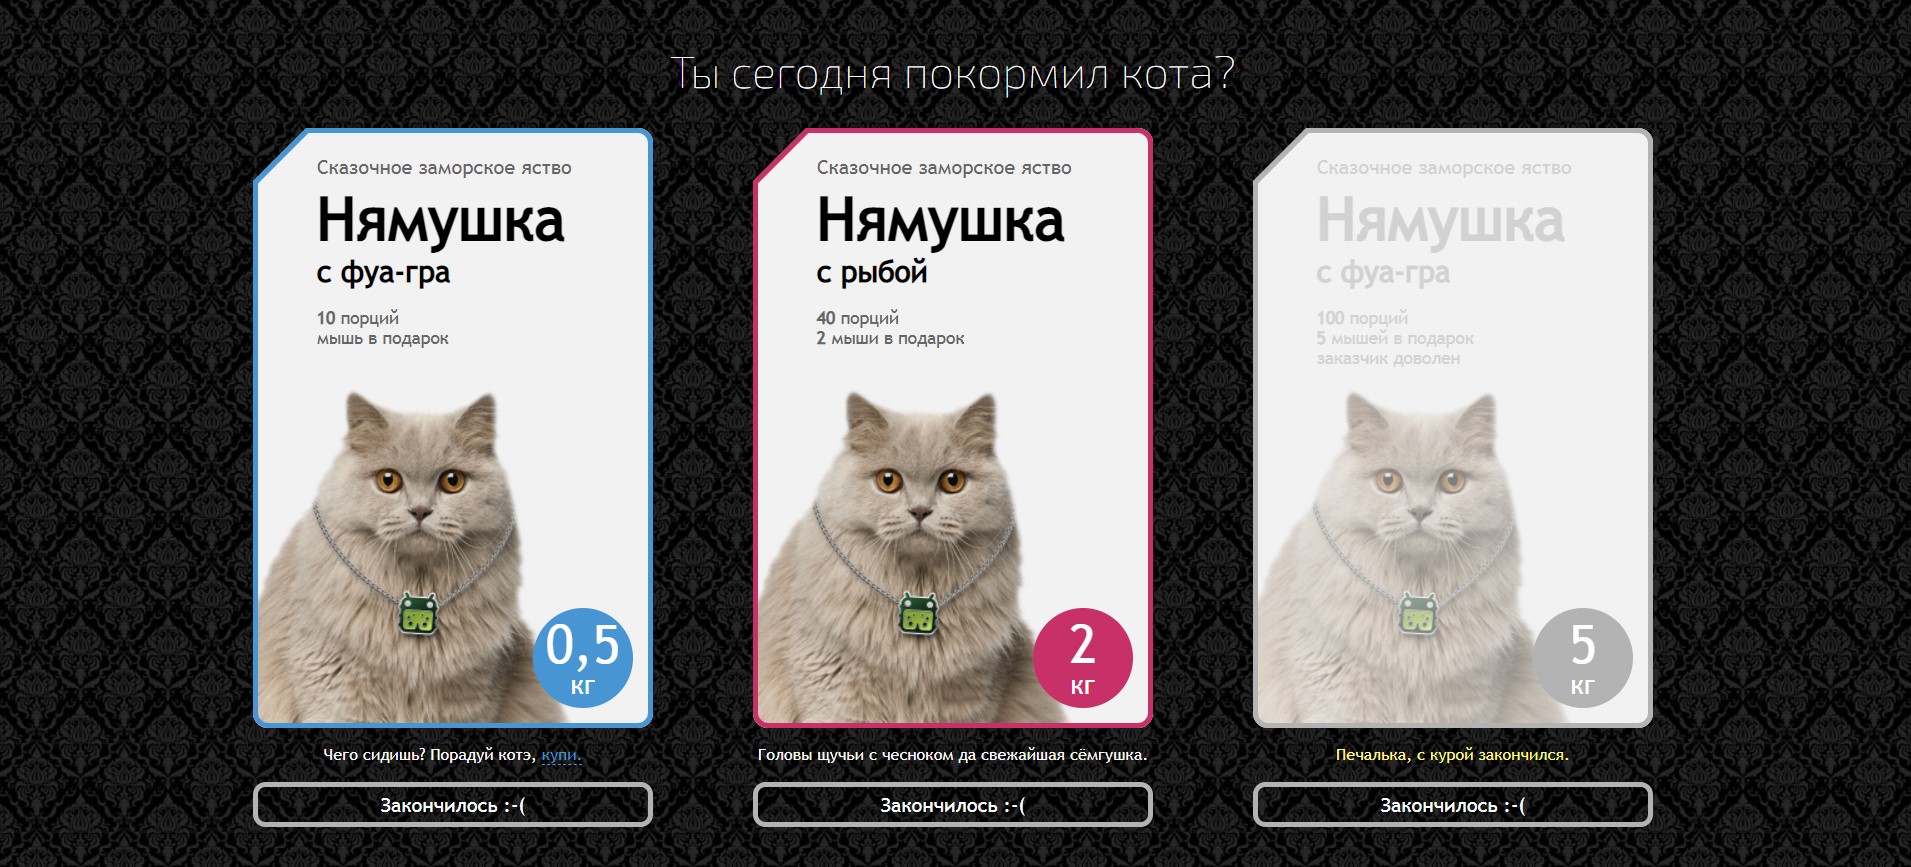 Ты сегодня покормил кота?
Сказочное заморское яство
Нямушка
с фуа-гра
10 порций
мышь в подарок
0,5
кг
Чего сидишь? Порадуй котэ, купи.
Закончилось :-(
Сказочное заморское яство
Нямушка
с рыбой
40 порций
2 мыши в подарок
2
кг
Головы щучьи с чесноком да свежайшая сёмгушка.
Закончилось :-(
Сказочное заморское яство
Нямушка
с фуа-гра
100 порций
5 мышей в подарок
заказчик доволен
5
кг
Печалька, с курой закончился.
Закончилось :-(